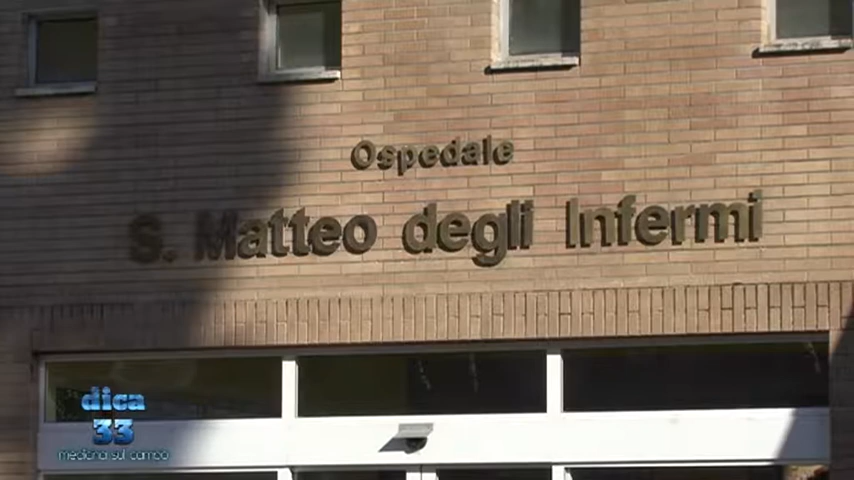 Ospedale
S. Matteo degli Infermi
dica
33
medicina sul campo